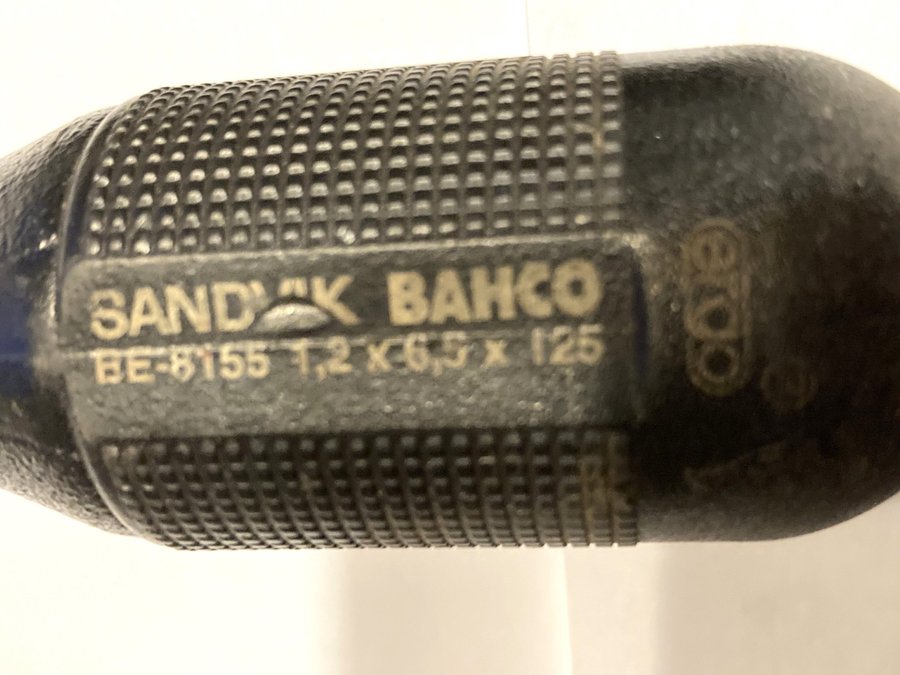 SANDVIK BAHCO
BE-8155 1,2 x 6,5 x 125
ergo